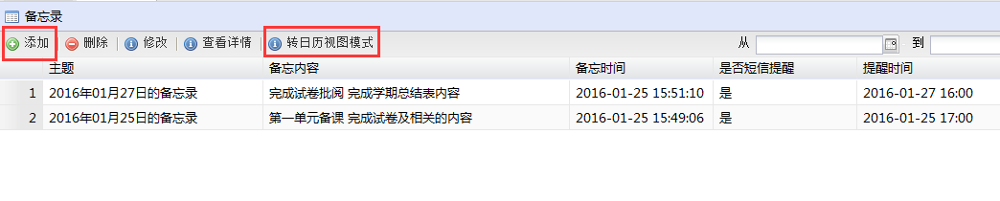 备忘录
添加 删除 修改 查看详情 转日历视图模式 从 到
主题 备忘内容 备忘时间 是否短信提醒 提醒时间
1 2016年01月27日的备忘录 完成试卷批阅 完成学期总结表内容 2016-01-25 15:51:10 是 2016-01-27 16:00
2 2016年01月25日的备忘录 第一单元备课 完成试卷及相关的内容 2016-01-25 15:49:06 是 2016-01-25 17:00